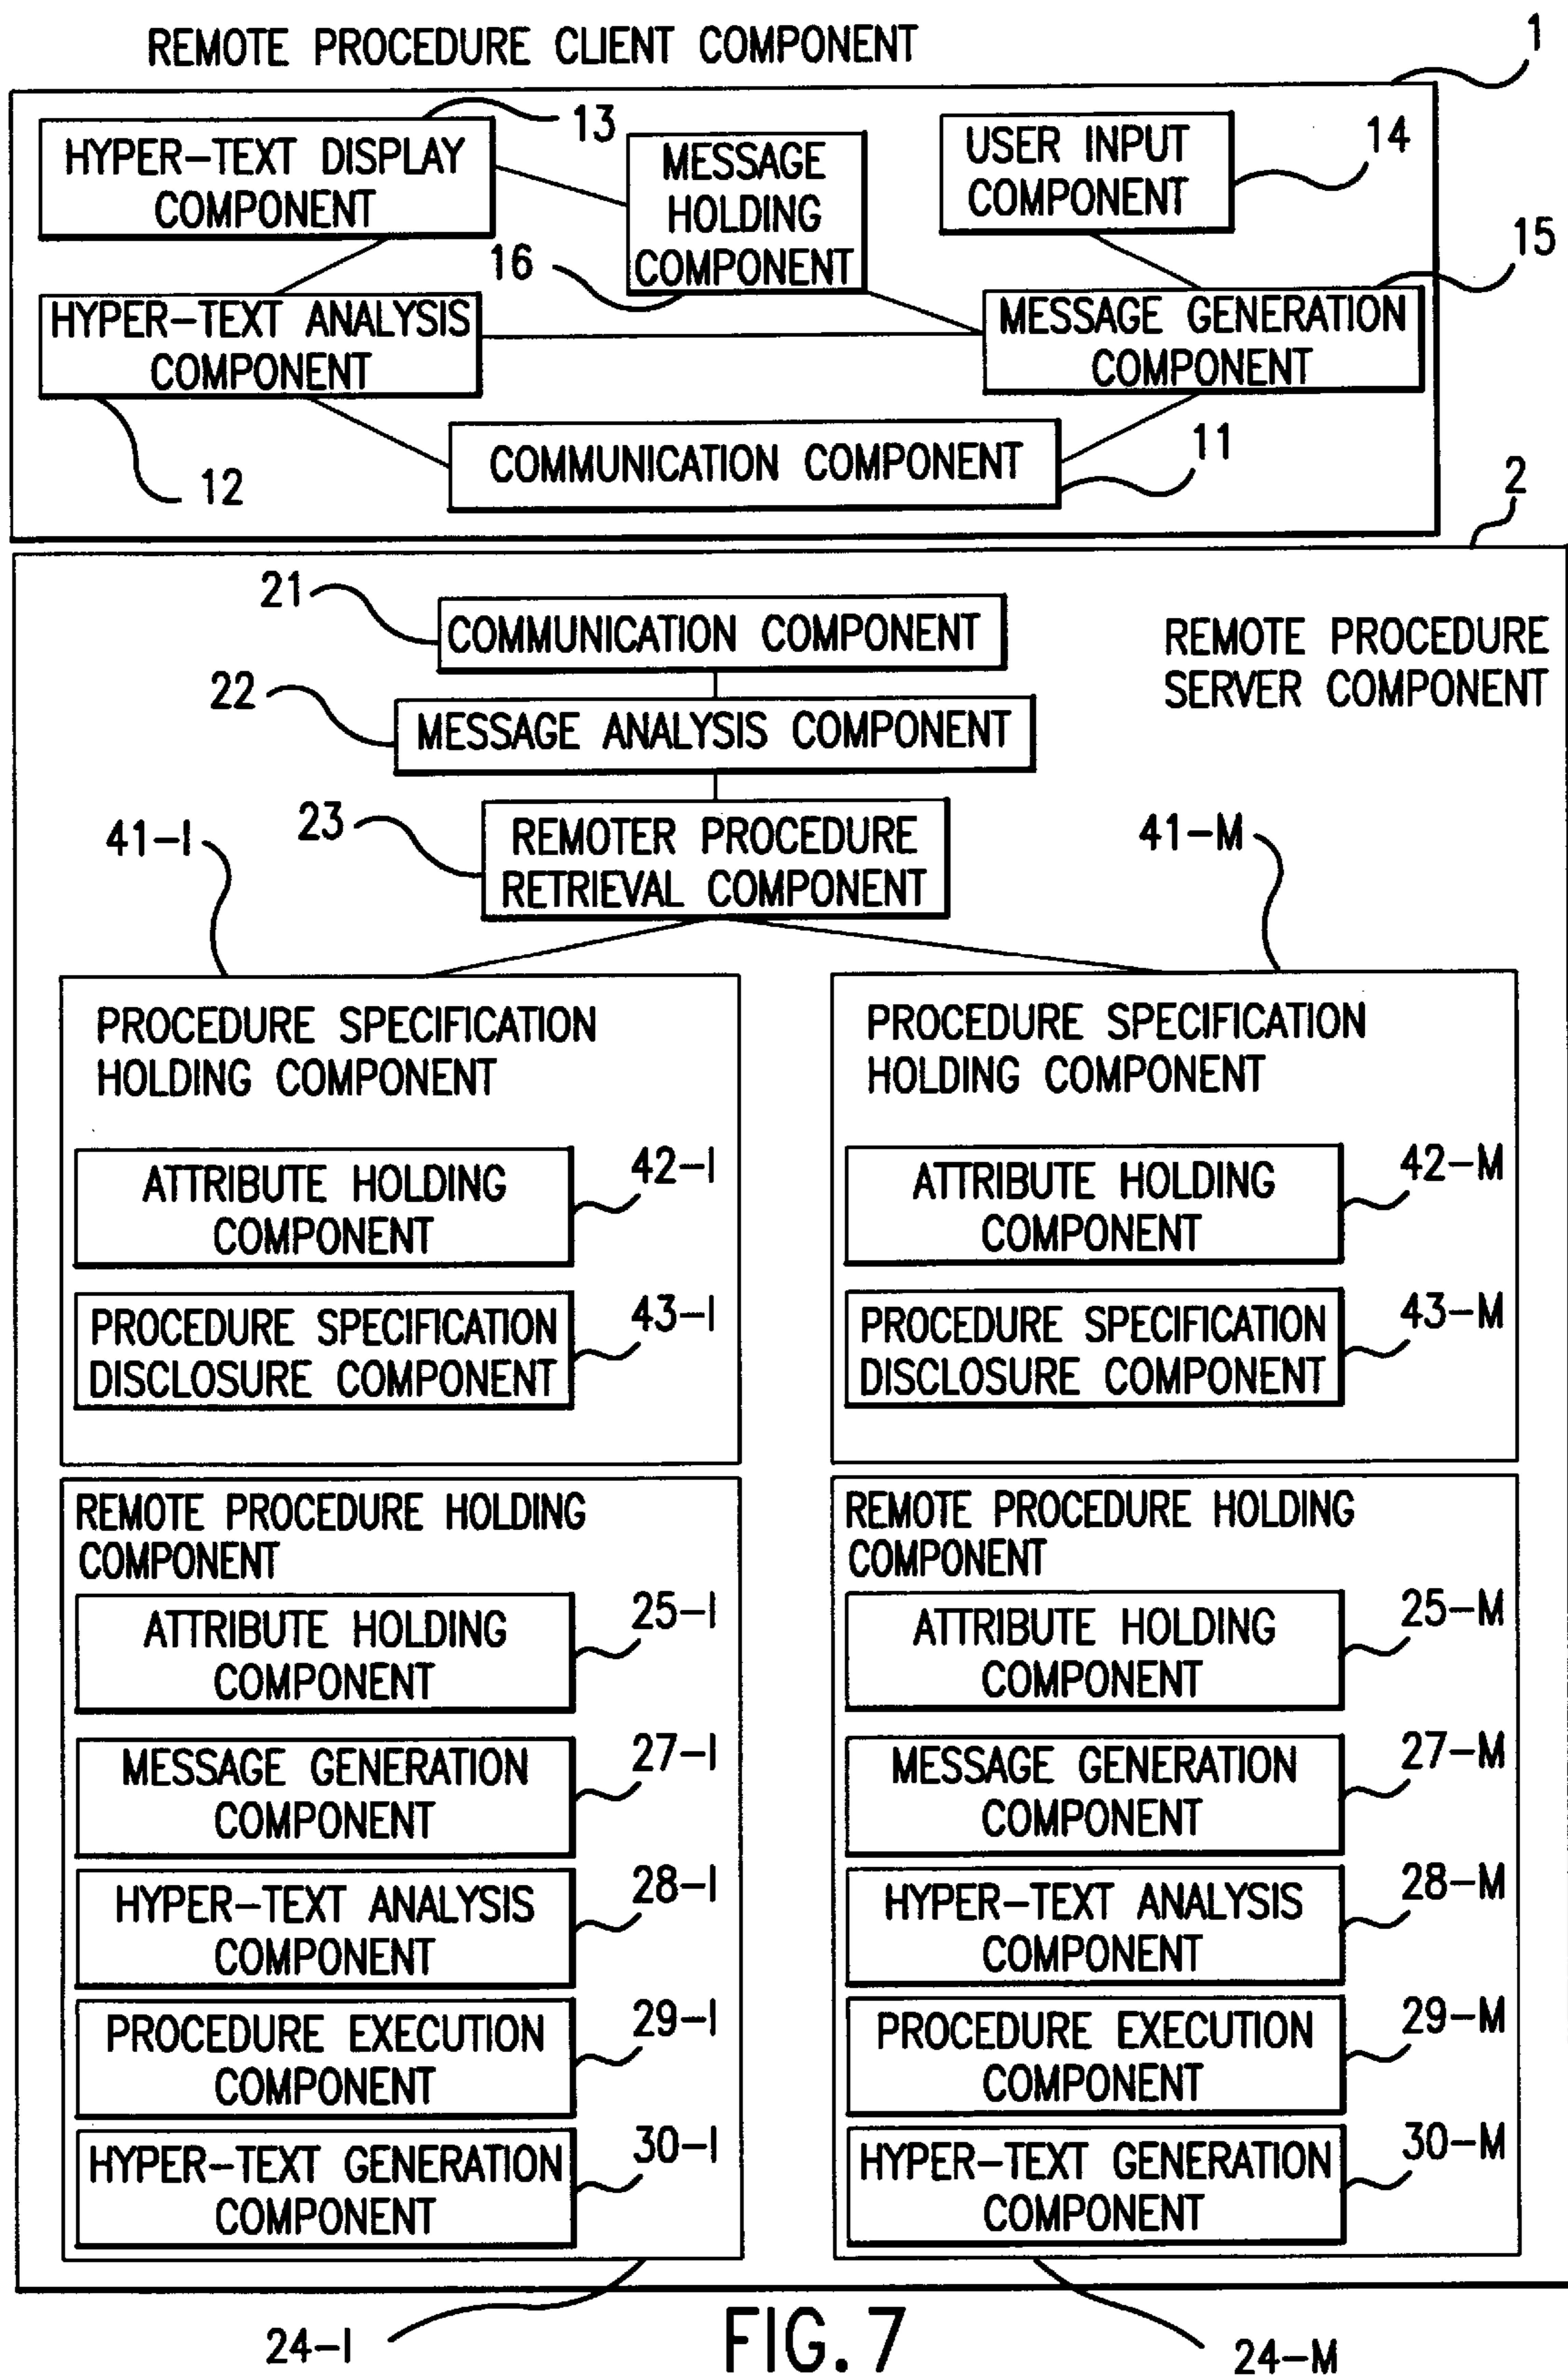 REMOTE PROCEDURE CLIENT COMPONENT
1
HYPER-TEXT DISPLAY
COMPONENT
13
MESSAGE
HOLDING
COMPONENT
16
USER INPUT
COMPONENT
14
15
HYPER-TEXT ANALYSIS
COMPONENT
MESSAGE GENERATION
COMPONENT
12
COMMUNICATION COMPONENT
11
2
21
COMMUNICATION COMPONENT
REMOTE PROCEDURE
SERVER COMPONENT
22
MESSAGE ANALYSIS COMPONENT
23
REMOTER PROCEDURE
RETRIEVAL COMPONENT
41-I
41-M
PROCEDURE SPECIFICATION
HOLDING COMPONENT
ATTRIBUTE HOLDING
COMPONENT
42-I
PROCEDURE SPECIFICATION
DISCLOSURE COMPONENT
43-I
PROCEDURE SPECIFICATION
HOLDING COMPONENT
ATTRIBUTE HOLDING
COMPONENT
42-M
PROCEDURE SPECIFICATION
DISCLOSURE COMPONENT
43-M
REMOTE PROCEDURE HOLDING
COMPONENT
ATTRIBUTE HOLDING
COMPONENT
25-I
MESSAGE GENERATION
COMPONENT
27-I
HYPER-TEXT ANALYSIS
COMPONENT
28-I
PROCEDURE EXECUTION
COMPONENT
29-I
HYPER-TEXT GENERATION
COMPONENT
30-I
REMOTE PROCEDURE HOLDING
COMPONENT
ATTRIBUTE HOLDING
COMPONENT
25-M
MESSAGE GENERATION
COMPONENT
27-M
HYPER-TEXT ANALYSIS
COMPONENT
28-M
PROCEDURE EXECUTION
COMPONENT
29-M
HYPER-TEXT GENERATION
COMPONENT
30-M
24-I
FIG. 7
24-M